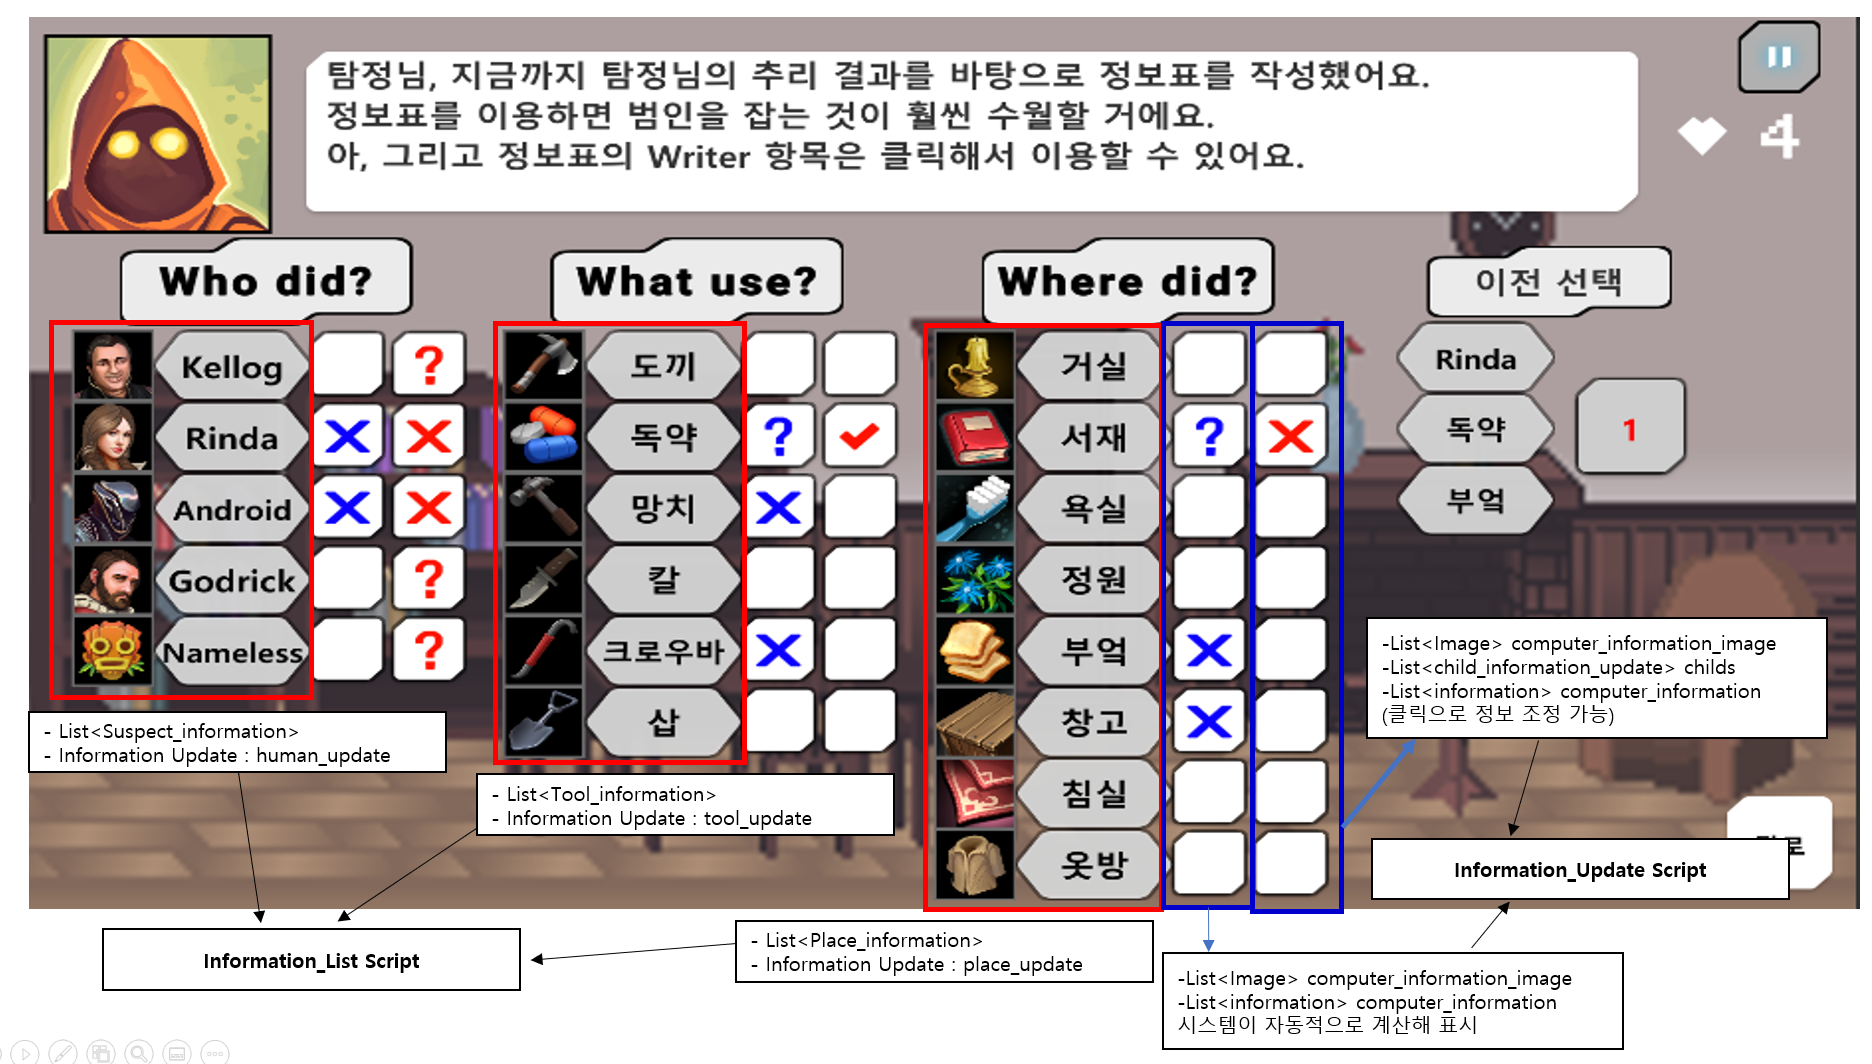 탐정님, 지금까지 탐정님의 추리 결과를 바탕으로 정보표를 작성했어요.
정보표를 이용하면 범인을 잡는 것이 훨씬 수월할 거에요.
아, 그리고 정보표의 Writer 항목은 클릭해서 이용할 수 있어요.
4
Who did?
Kellog
?
Rinda
Android
Godrick
?
Nameless
?
What use?
도끼
독약
?
망치
칼
크로우바
삽
Where did?
거실
서재
?
욕실
정원
부엌
창고
침실
옷방
이전 선택
Rinda
독약
부엌
1
- List<Suspect_information>
- Information Update : human_update
- List<Tool_information>
- Information Update : tool_update
-List<Image> computer_information_image
-List<child_information_update> childs
-List<information> computer_information
(클릭으로 정보 조정 가능)
Information_Update Script
Information_List Script
- List<Place_information>
- Information Update : place_update
-List<Image> computer_information_image
-List<information> computer_information
시스템이 자동적으로 계산해 표시